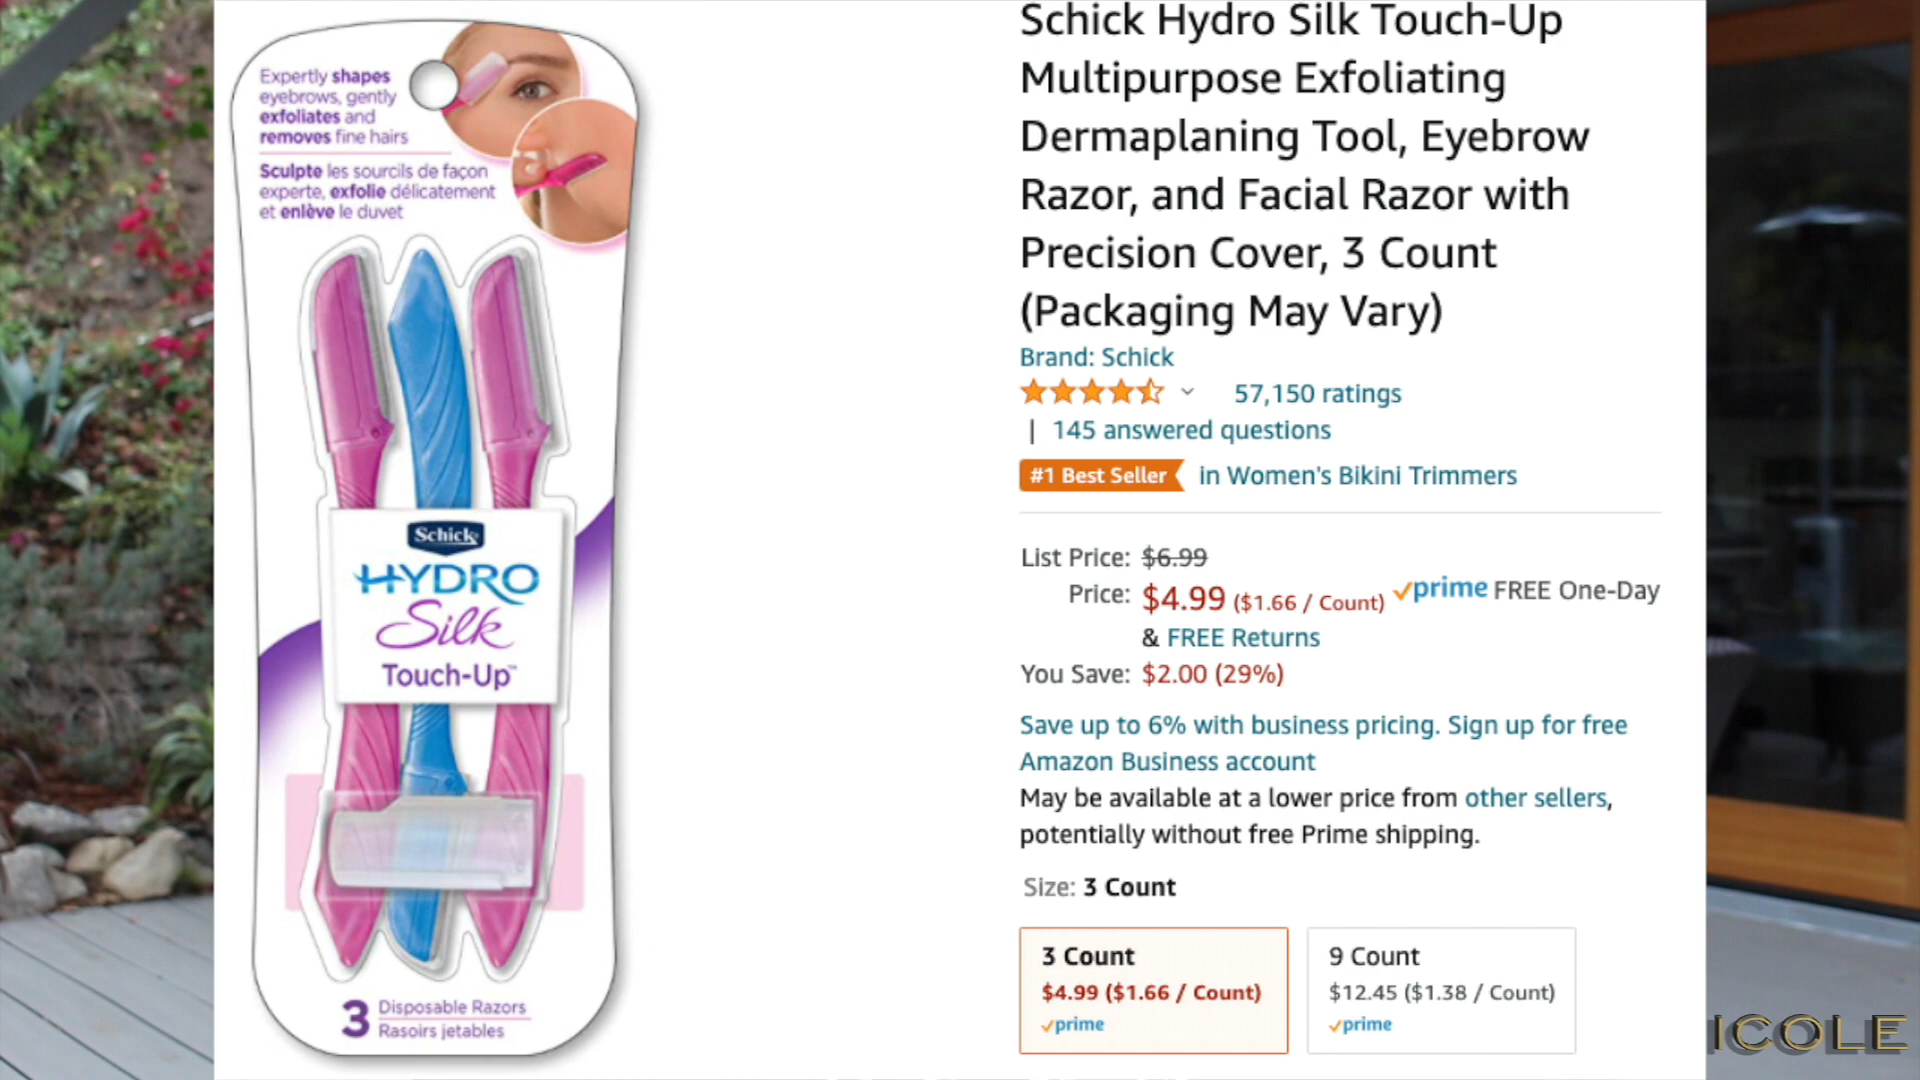 Expertly shapes
eyebrows, gently
exfoliates and
removes fine hairs
Sculpte les sourcils de façon
experte, exfolie délicatement
et enlève le duvet
Schick
HYDRO
Silk
Touch-Up™
3 Disposable Razors
Rasoirs jetables
Schick Hydro Silk Touch-Up
Multipurpose Exfoliating
Dermaplaning Tool, Eyebrow
Razor, and Facial Razor with
Precision Cover, 3 Count
(Packaging May Vary)
Brand: Schick
57,150 ratings
| 145 answered questions
#1 Best Seller in Women's Bikini Trimmers
List Price: $6.99
Price: $4.99 ($1.66 / Count) prime FREE One-Day
& FREE Returns
You Save: $2.00 (29%)
Save up to 6% with business pricing. Sign up for free
Amazon Business account
May be available at a lower price from other sellers,
potentially without free Prime shipping.
Size: 3 Count
3 Count
$4.99 ($1.66 / Count)
prime
9 Count
$12.45 ($1.38 / Count)
prime
ICOLE